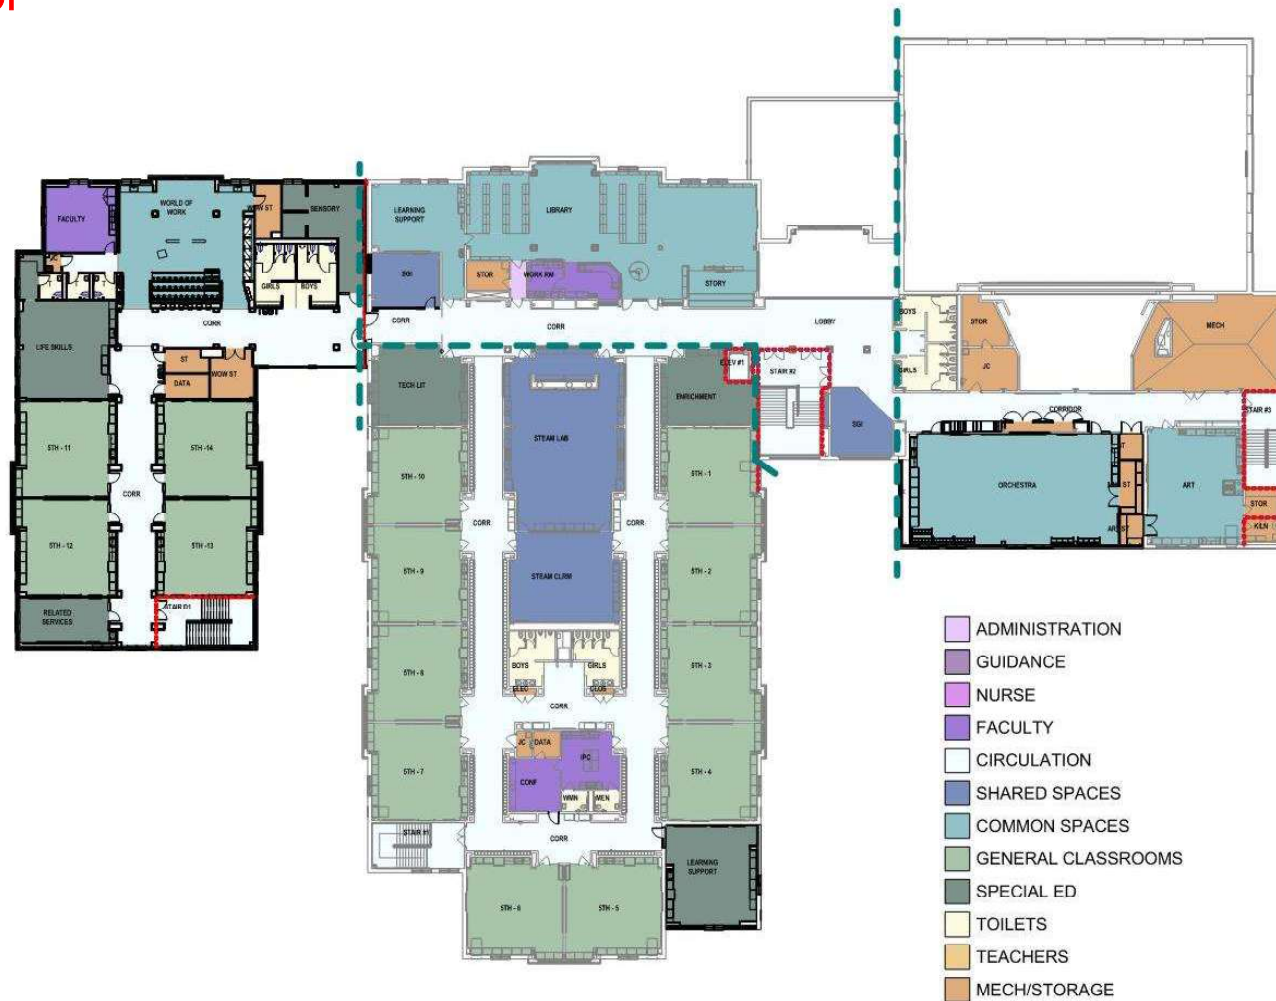 WORLD OF
WORK
WOW ST
SENSORY
FACULTY
GIRLS
BOYS
CORR
LIFE SKILLS
ST
DATA
WOW ST
5TH - 11
5TH - 14
CORR
5TH - 12
5TH - 13
RELATED
SERVICES
LEARNING
SUPPORT
LIBRARY
SGI
STOR
WORK RM
STORY
CORR
CORR
LOBBY
TECH LIT
ELEV #1
STAIR #2
ENRICHMENT
STEAM LAB
SGI
5TH - 10
5TH - 1
CORR
CORR
5TH - 9
STEAM CLRM
5TH - 2
BOYS
GIRLS
5TH - 8
5TH - 3
ELEC
CORR
JC
DATA
IPC
5TH - 7
CONF
5TH - 4
WMN
MEN
STAIR #1
CORR
LEARNING
SUPPORT
5TH - 6
5TH - 5
BOYS
STOR
MECH
GIRLS
JC
CORRIDOR
STAIR #3
ORCHESTRA
ART
STOR
KILN
ADMINISTRATION
GUIDANCE
NURSE
FACULTY
CIRCULATION
SHARED SPACES
COMMON SPACES
GENERAL CLASSROOMS
SPECIAL ED
TOILETS
TEACHERS
MECH/STORAGE